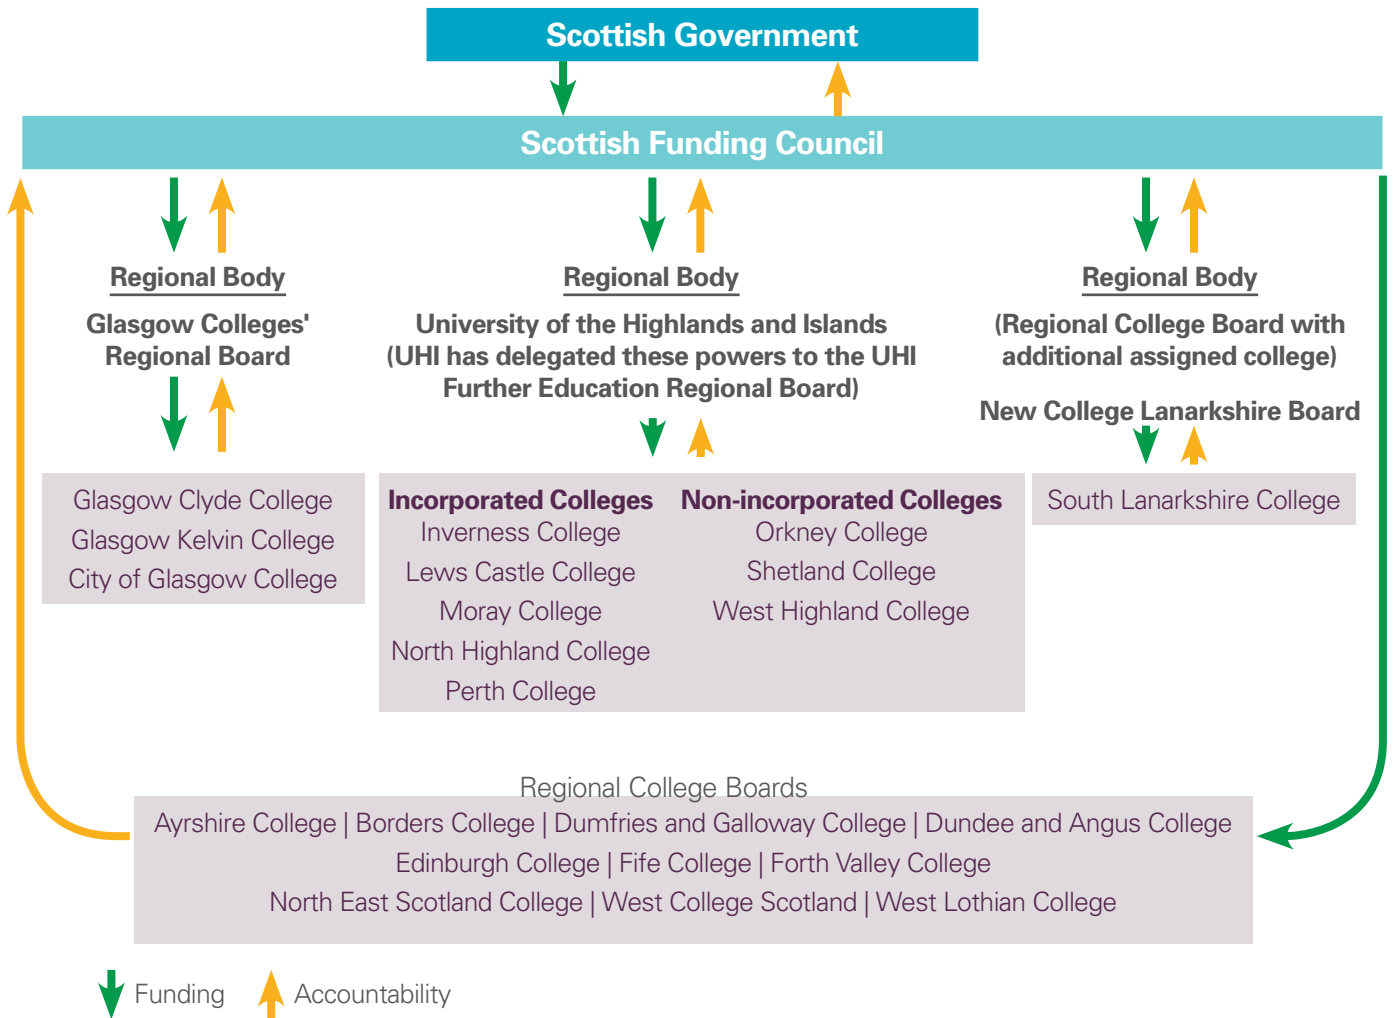 Scottish Government
Scottish Funding Council
Regional Body
Glasgow Colleges'
Regional Board
Glasgow Clyde College
Glasgow Kelvin College
City of Glasgow College
Regional Body
University of the Highlands and Islands
(UHI has delegated these powers to the UHI
Further Education Regional Board)
Incorporated Colleges
Inverness College
Lews Castle College
Moray College
North Highland College
Perth College
Non-incorporated Colleges
Orkney College
Shetland College
West Highland College
Regional Body
(Regional College Board with
additional assigned college)
New College Lanarkshire Board
South Lanarkshire College
Regional College Boards
Ayrshire College | Borders College | Dumfries and Galloway College | Dundee and Angus College
Edinburgh College | Fife College | Forth Valley College
North East Scotland College | West College Scotland | West Lothian College
Funding
Accountability